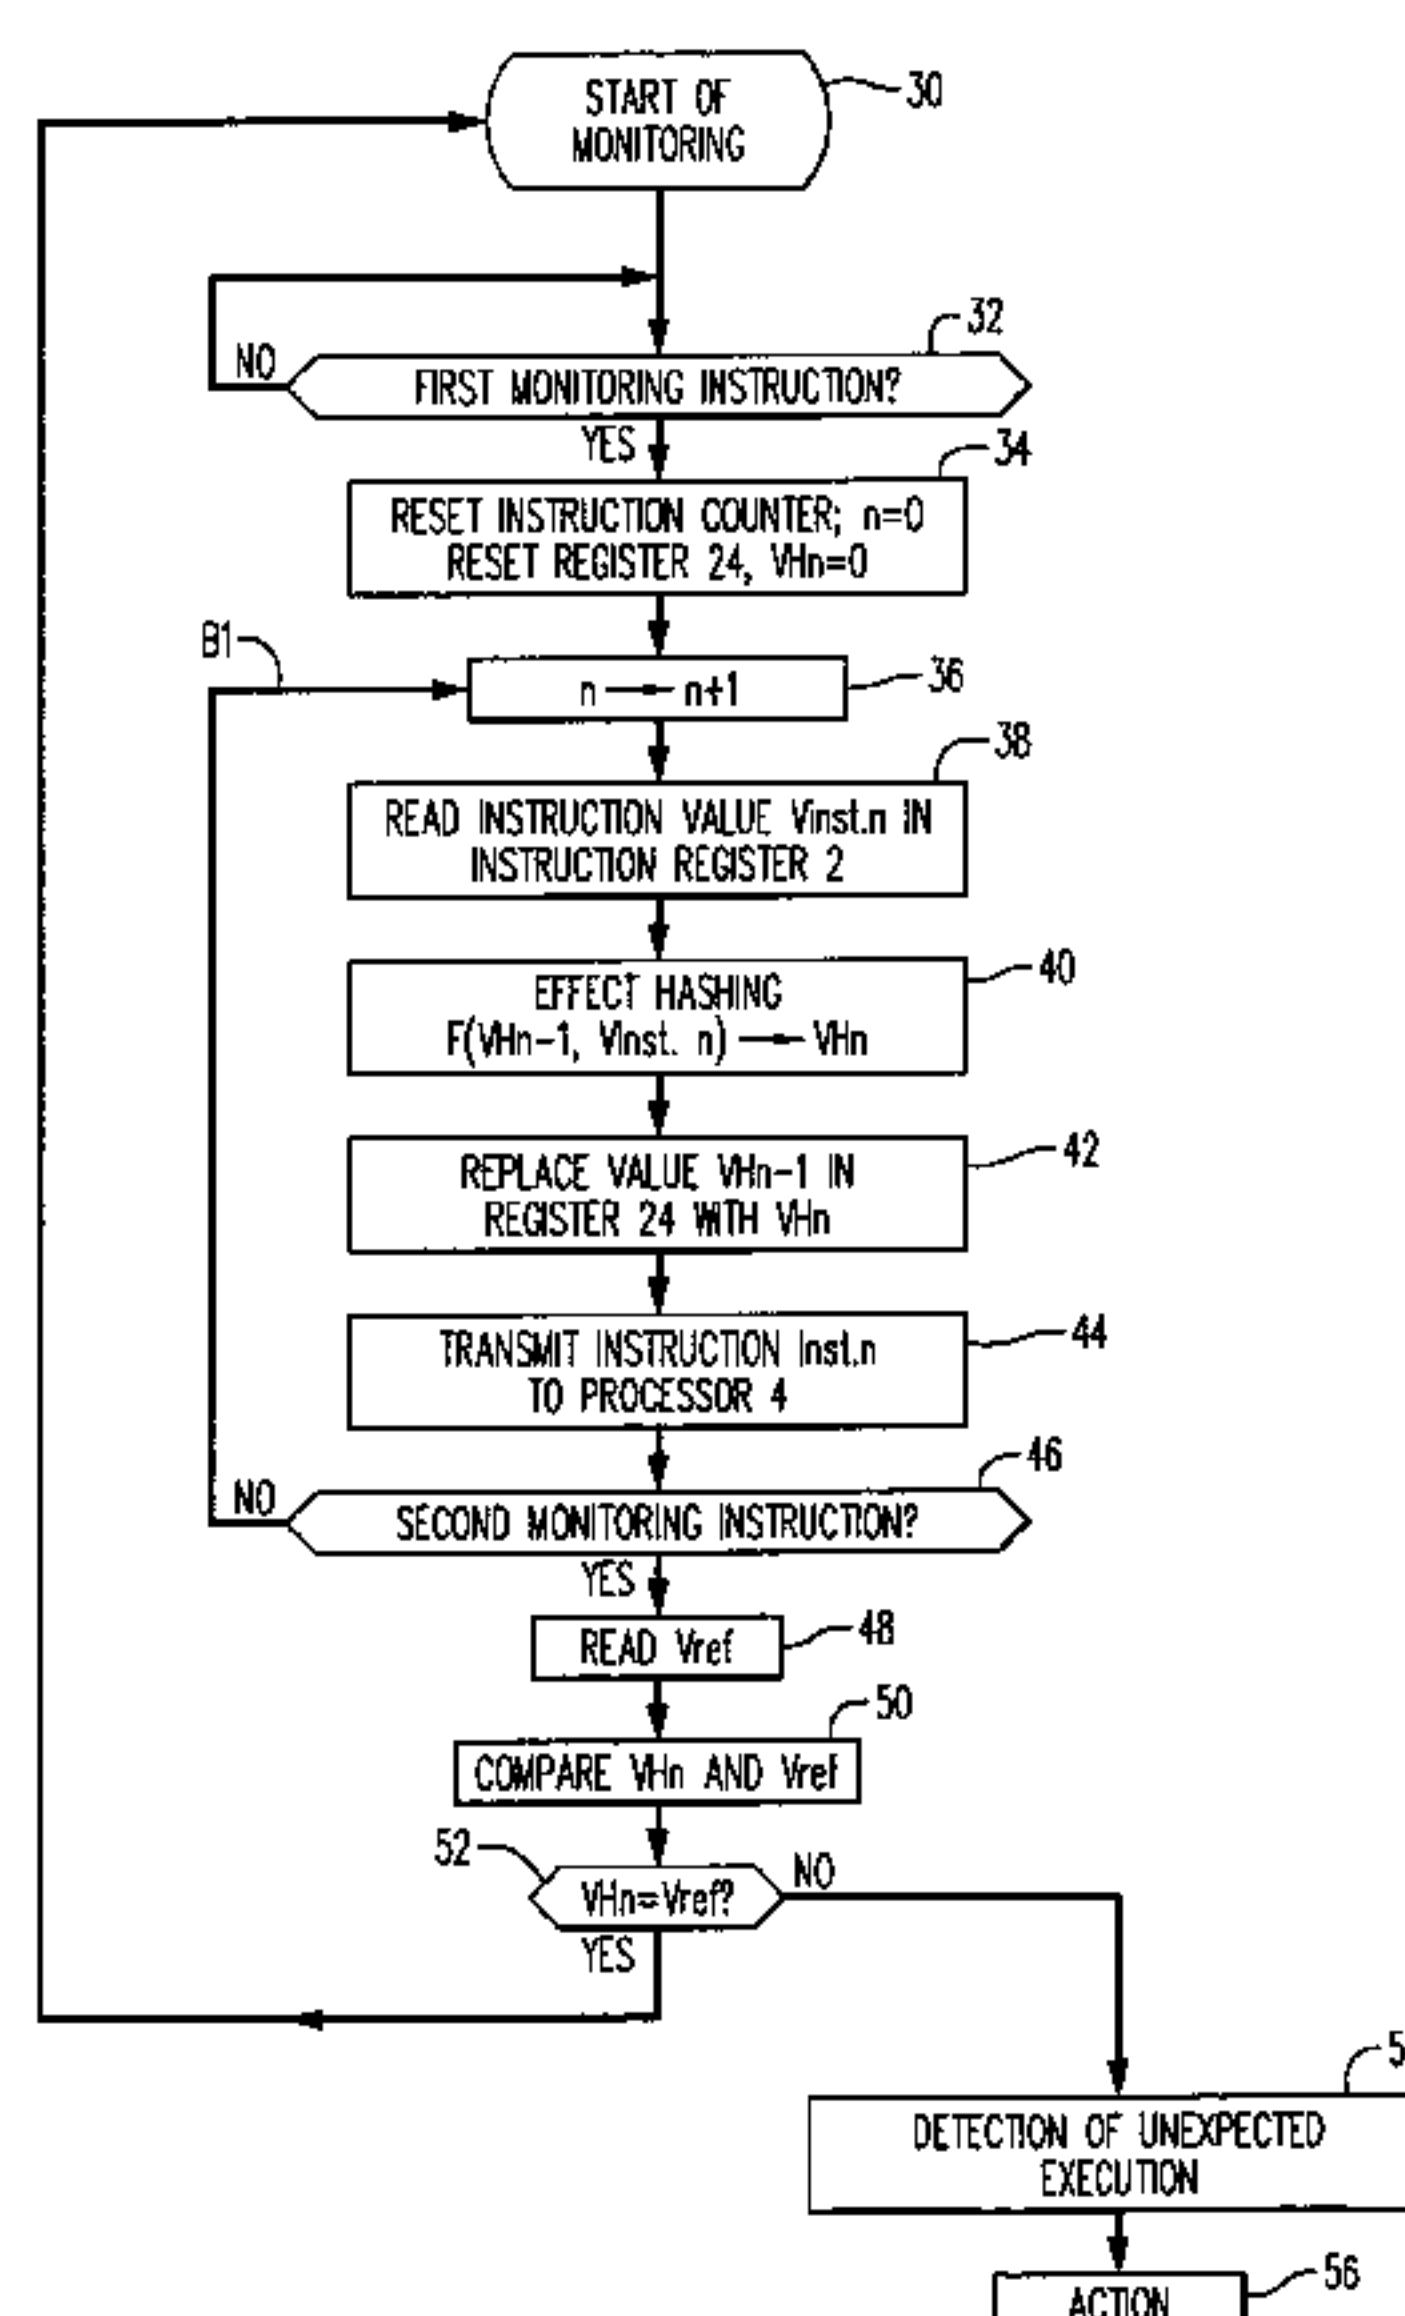 START OF
MONITORING
30
32
NO
FIRST MONITORING INSTRUCTION?
YES
34
RESET INSTRUCTION COUNTER; n=0
RESET REGISTER 24, VHn=0
B1
n → n+1
36
38
READ INSTRUCTION VALUE Vinst.n IN
INSTRUCTION REGISTER 2
40
EFFECT HASHING
F(VHn-1, Vinst. n) → VHn
42
REPLACE VALUE VHn-1 IN
REGISTER 24 WITH VHn
44
TRANSMIT INSTRUCTION Inst.n
TO PROCESSOR 4
46
NO
SECOND MONITORING INSTRUCTION?
YES
48
READ Vref
50
COMPARE VHn AND Vref
52
NO
VHn=Vref?
YES
DETECTION OF UNEXPECTED
EXECUTION
56
ACTION